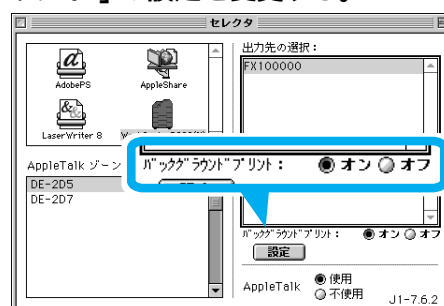 セレクタ
出力先の選択：
FX100000
AdobePS
AppleShare
LaserWriter 8
AppleTalk ゾーン
DE-2D5
DE-2D7
バックグラウンドプリント： オン オフ
バックグラウンドプリント： オン オフ
設定
AppleTalk
使用
不使用
J1-7.6.2